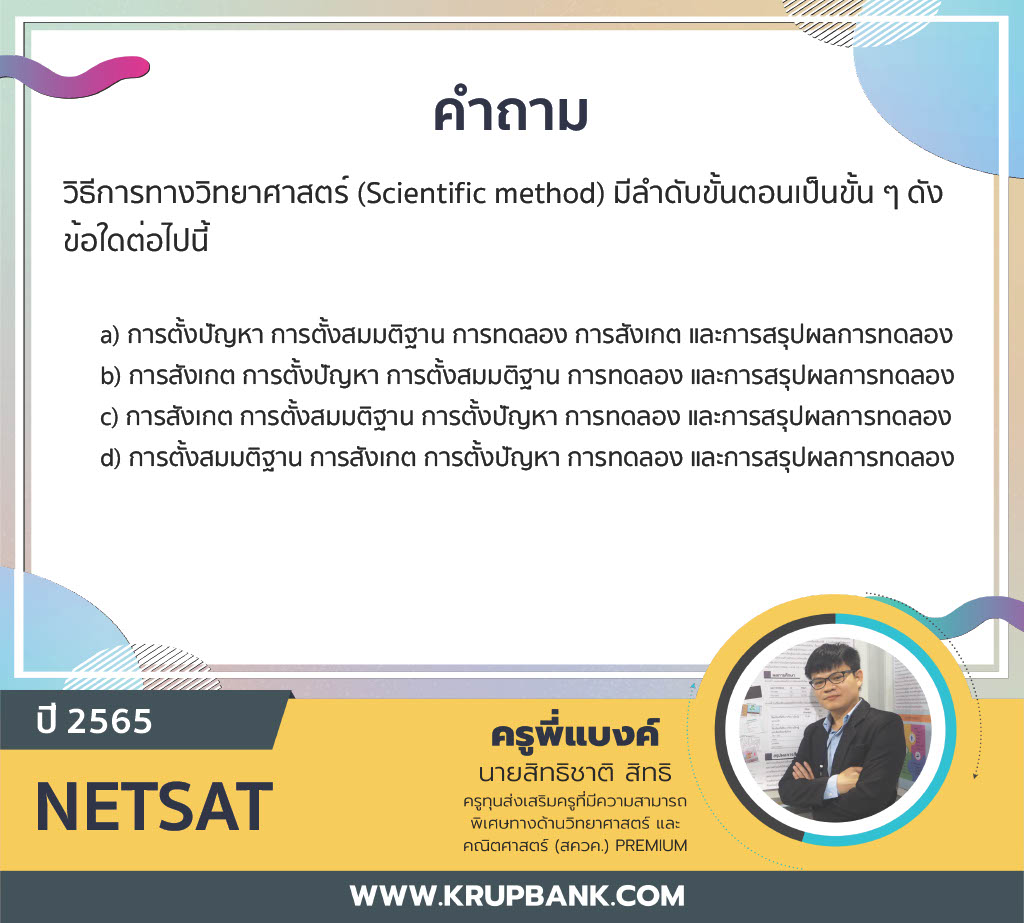 คำถาม
วิธีการทางวิทยาศาสตร์ (Scientific method) มีลำดับขั้นตอนเป็นขั้น ๆ ดัง
ข้อใดต่อไปนี้
a) การตั้งปัญหา การตั้งสมมติฐาน การทดลอง การสังเกต และการสรุปผลการทดลอง
b) การสังเกต การตั้งปัญหา การตั้งสมมติฐาน การทดลอง และการสรุปผลการทดลอง
c) การสังเกต การตั้งสมมติฐาน การตั้งปัญหา การทดลอง และการสรุปผลการทดลอง
d) การตั้งสมมติฐาน การสังเกต การตั้งปัญหา การทดลอง และการสรุปผลการทดลอง
ปี 2565
NETSAT
ครูพี่แบงค์
นายสิทธิชาติ สิทธิ
ครูทุนส่งเสริมครูที่มีความสามารถ
พิเศษทางด้านวิทยาศาสตร์ และ
คณิตศาสตร์ (สควค.) PREMIUM
WWW.KRUPBANK.COM